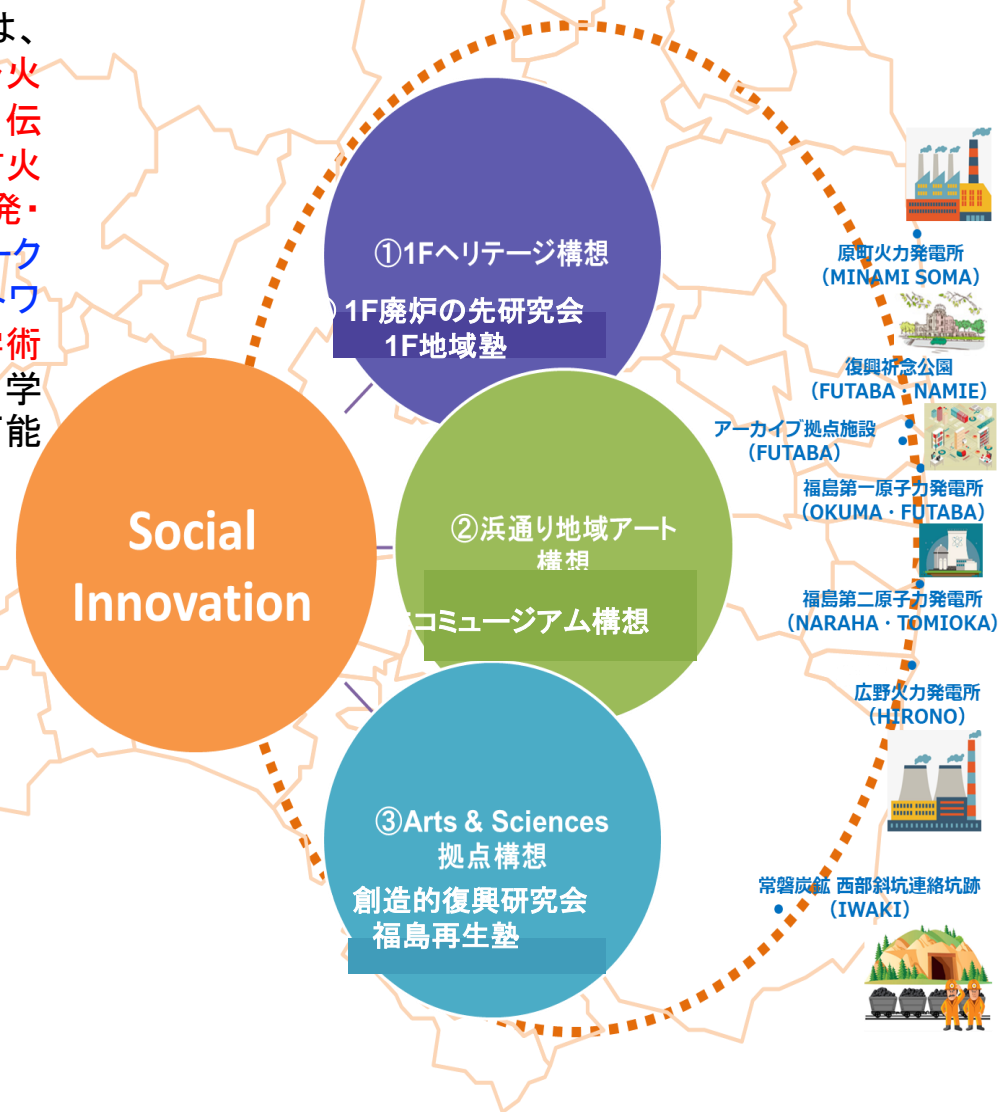 は、
火
伝
火
発・
ーク
トワ
術
学
能
①1Fヘリテージ構想
1F廃炉の先研究会
1F地域塾
Social
Innovation
②浜通り地域アート
構想
コミュージアム構想
③Arts & Sciences
拠点構想
創造的復興研究会
福島再生塾
原町火力発電所
（MINAMI SOMA）
復興祈念公園
（FUTABA・NAMIE）
アーカイブ拠点施設
（FUTABA）
福島第一原子力発電所
（OKUMA・FUTABA）
福島第二原子力発電所
（NARAHA・TOMIOKA）
広野火力発電所
（HIRONO）
常磐炭鉱 西部斜坑連絡坑跡
（IWAKI）